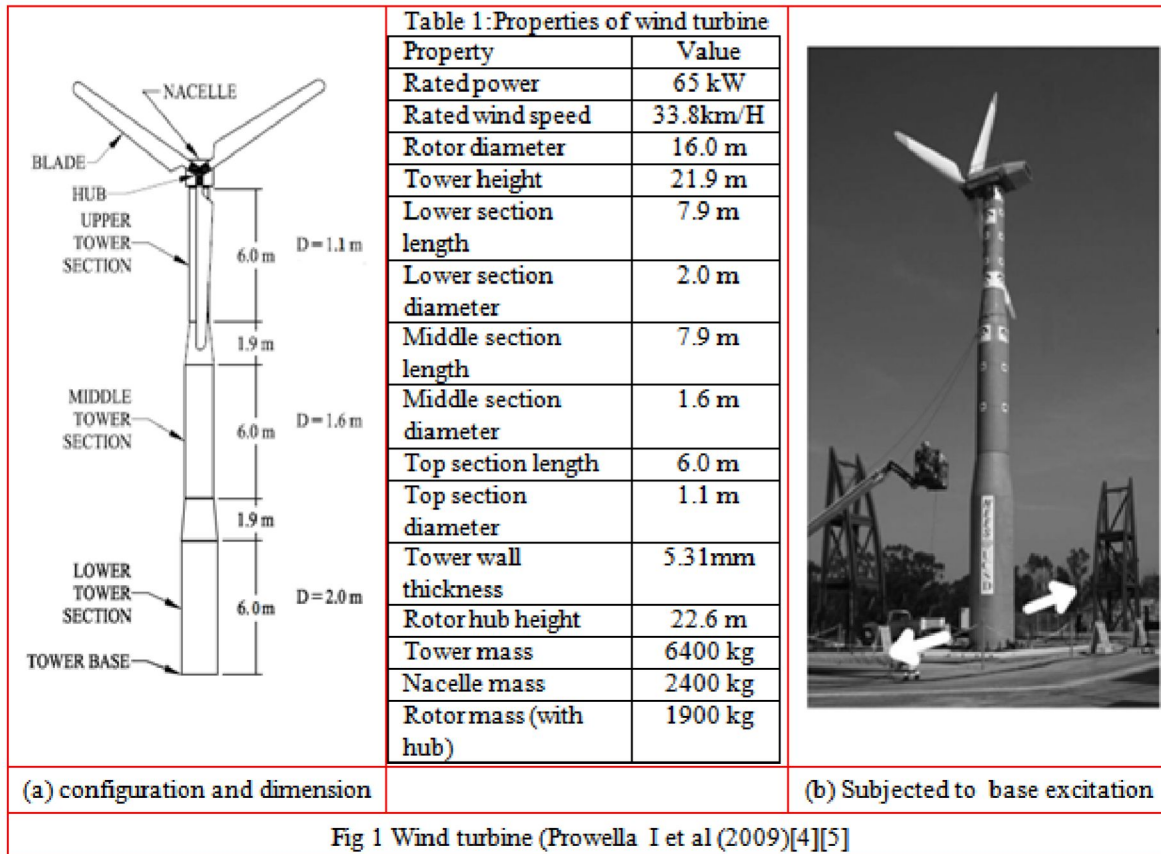 NACELLE
BLADE
HUB
UPPER
TOWER
SECTION
6.0 m
D = 1.1 m
1.9 m
MIDDLE
TOWER
SECTION
6.0 m
D = 1.6 m
1.9 m
LOWER
TOWER
SECTION
6.0 m
D = 2.0 m
TOWER BASE
(a) configuration and dimension
Table 1:Properties of wind turbine
Property Value
Rated power 65 kW
Rated wind speed 33.8km/H
Rotor diameter 16.0 m
Tower height 21.9 m
Lower section 7.9 m
length
Lower section 2.0 m
diameter
Middle section 7.9 m
length
Middle section 1.6 m
diameter
Top section length 6.0 m
Top section 1.1 m
diameter
Tower wall 5.31mm
thickness
Rotor hub height 22.6 m
Tower mass 6400 kg
Nacelle mass 2400 kg
Rotor mass (with 1900 kg
hub)
NEES UCSD
(b) Subjected to base excitation
Fig 1 Wind turbine (Prowella I et al (2009)[4][5]